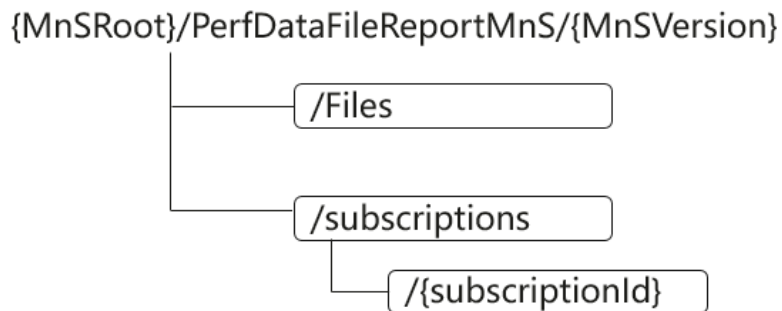 {MnSRoot}/PerfDataFileReportMnS/{MnSVersion}
/Files
/subscriptions
/{subscriptionId}